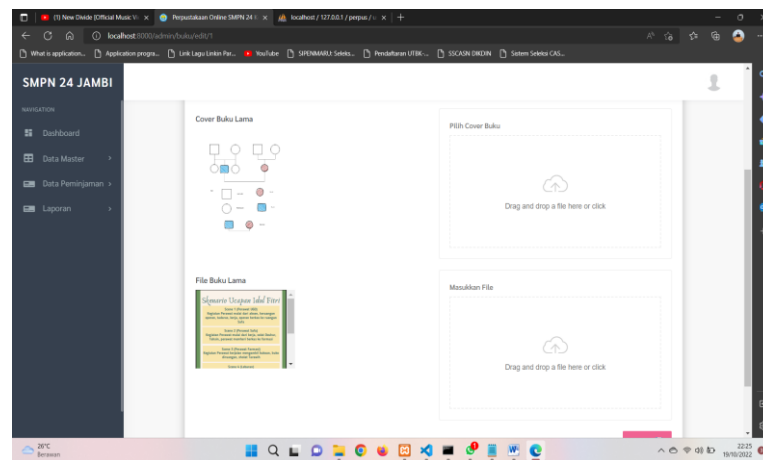 (1) New Divide [Official Music Vi
Perpustakaan Online SMPN 24 J
localhost / 127.0.0.1 / perpus /
localhost:8000/admin/buku/edit/1
What is application...
Application progra...
Link Lagu Linkin Par...
YouTube
SIPENMARU: Seleks...
Pendaftaran UTBK-...
SSCASN DIKDIN
Sistem Seleksi CAS...
SMPN 24 JAMBI
NAVIGATION
Dashboard
Data Master
Data Peminjaman
Laporan
Cover Buku Lama
Pilih Cover Buku
Drag and drop a file here or click
File Buku Lama
Masukkan File
Drag and drop a file here or click
26°C
Berawan
22:25
19/10/2022